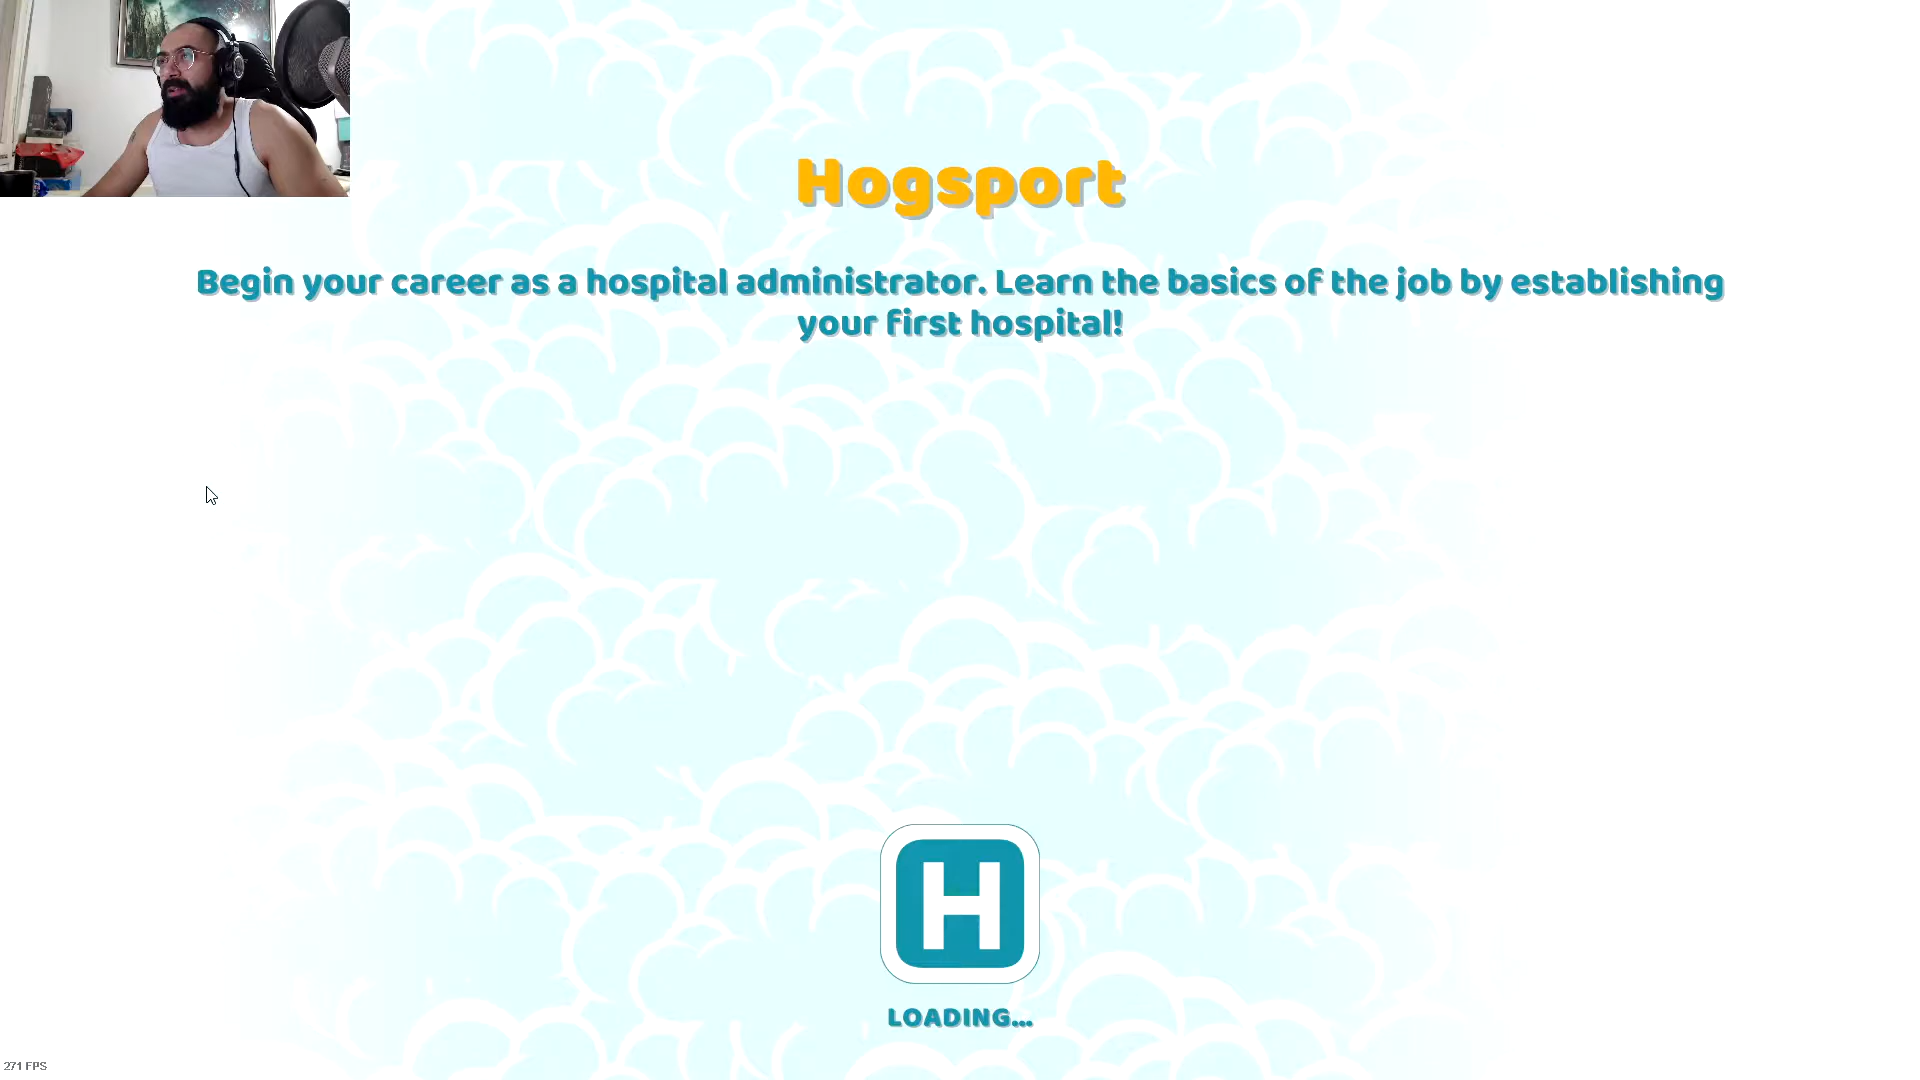 Hogsport
Begin your career as a hospital administrator. Learn the basics of the job by establishing
your first hospital!
H
LOADING...
271 FPS